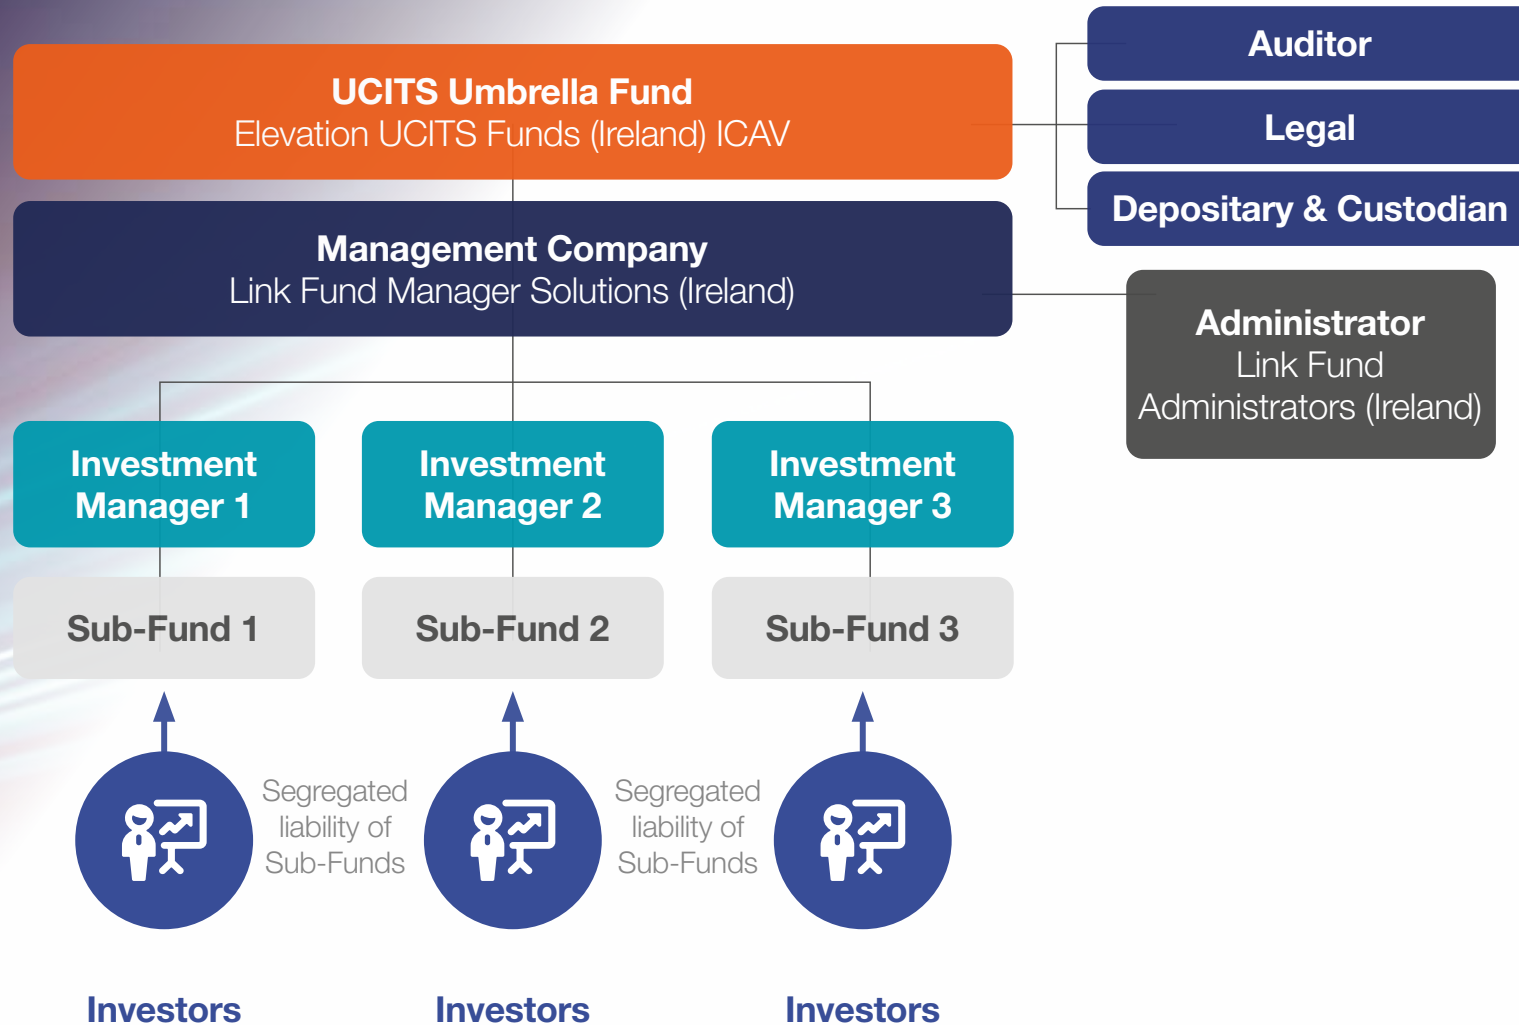 UCITS Umbrella Fund
Elevation UCITS Funds (Ireland) ICAV
Auditor
Legal
Depositary & Custodian
Management Company
Link Fund Manager Solutions (Ireland)
Administrator
Link Fund
Administrators (Ireland)
Investment
Manager 1
Investment
Manager 2
Investment
Manager 3
Sub-Fund 1
Sub-Fund 2
Sub-Fund 3
Segregated
liability of
Sub-Funds
Segregated
liability of
Sub-Funds
Investors
Investors
Investors